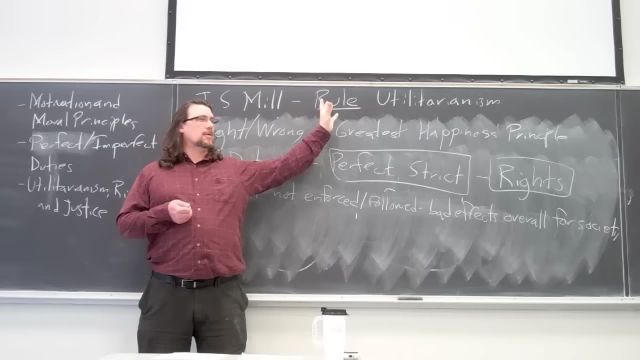 - Motivation and
Moral Principles
- Perfect/Imperfect
Duties
- Utilitarianism,
and Justice
J S Mill - Rule Utilitarianism
Right/Wrong Greatest Happiness Principle
Perfect Strict - Rights
not enforced/followed - bad effects overall for society,